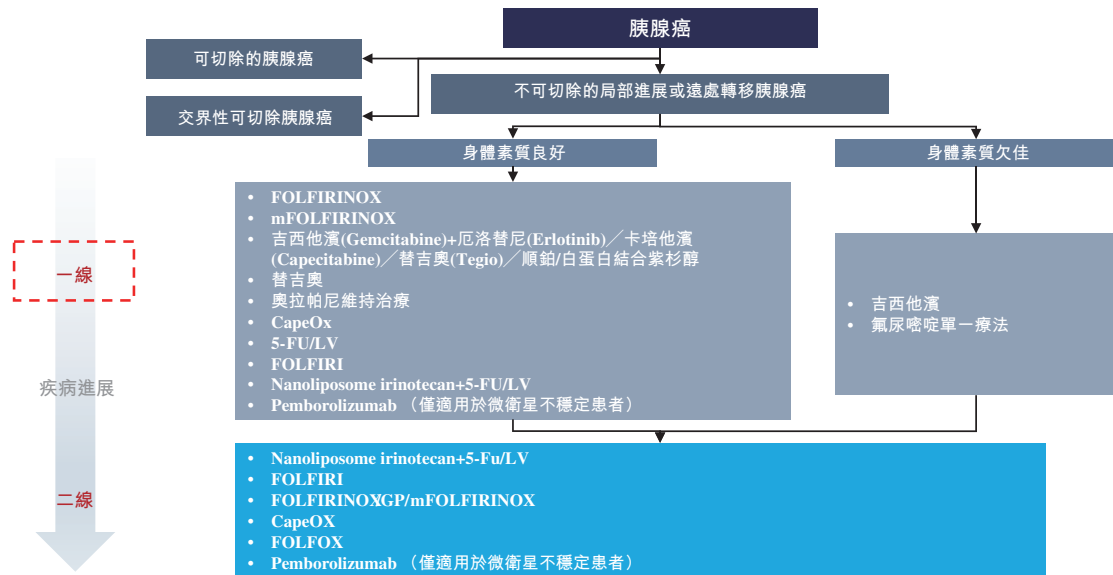 胰腺癌
可切除的胰腺癌
不可切除的局部進展或遠處轉移胰腺癌
交界性可切除胰腺癌
身體素質良好
身體素質欠佳
• FOLFIRINOX
• mFOLFIRINOX
• 吉西他濱(Gemcitabine)+厄洛替尼(Erlotinib)／卡培他濱
(Capecitabine)／替吉奧(Tegio)／順鉑/白蛋白結合紫杉醇
• 替吉奧
• 奧拉帕尼維持治療
• CapeOx
• 5-FU/LV
• FOLFIRI
• Nanoliposome irinotecan+5-FU/LV
• Pemborolizumab （僅適用於微衛星不穩定患者）
• 吉西他濱
• 氟尿嘧啶單一療法
一線
疾病進展
二線
• Nanoliposome irinotecan+5-Fu/LV
• FOLFIRI
• FOLFIRINOX/GP/mFOLFIRINOX
• CapeOX
• FOLFOX
• Pemborolizumab （僅適用於微衛星不穩定患者）